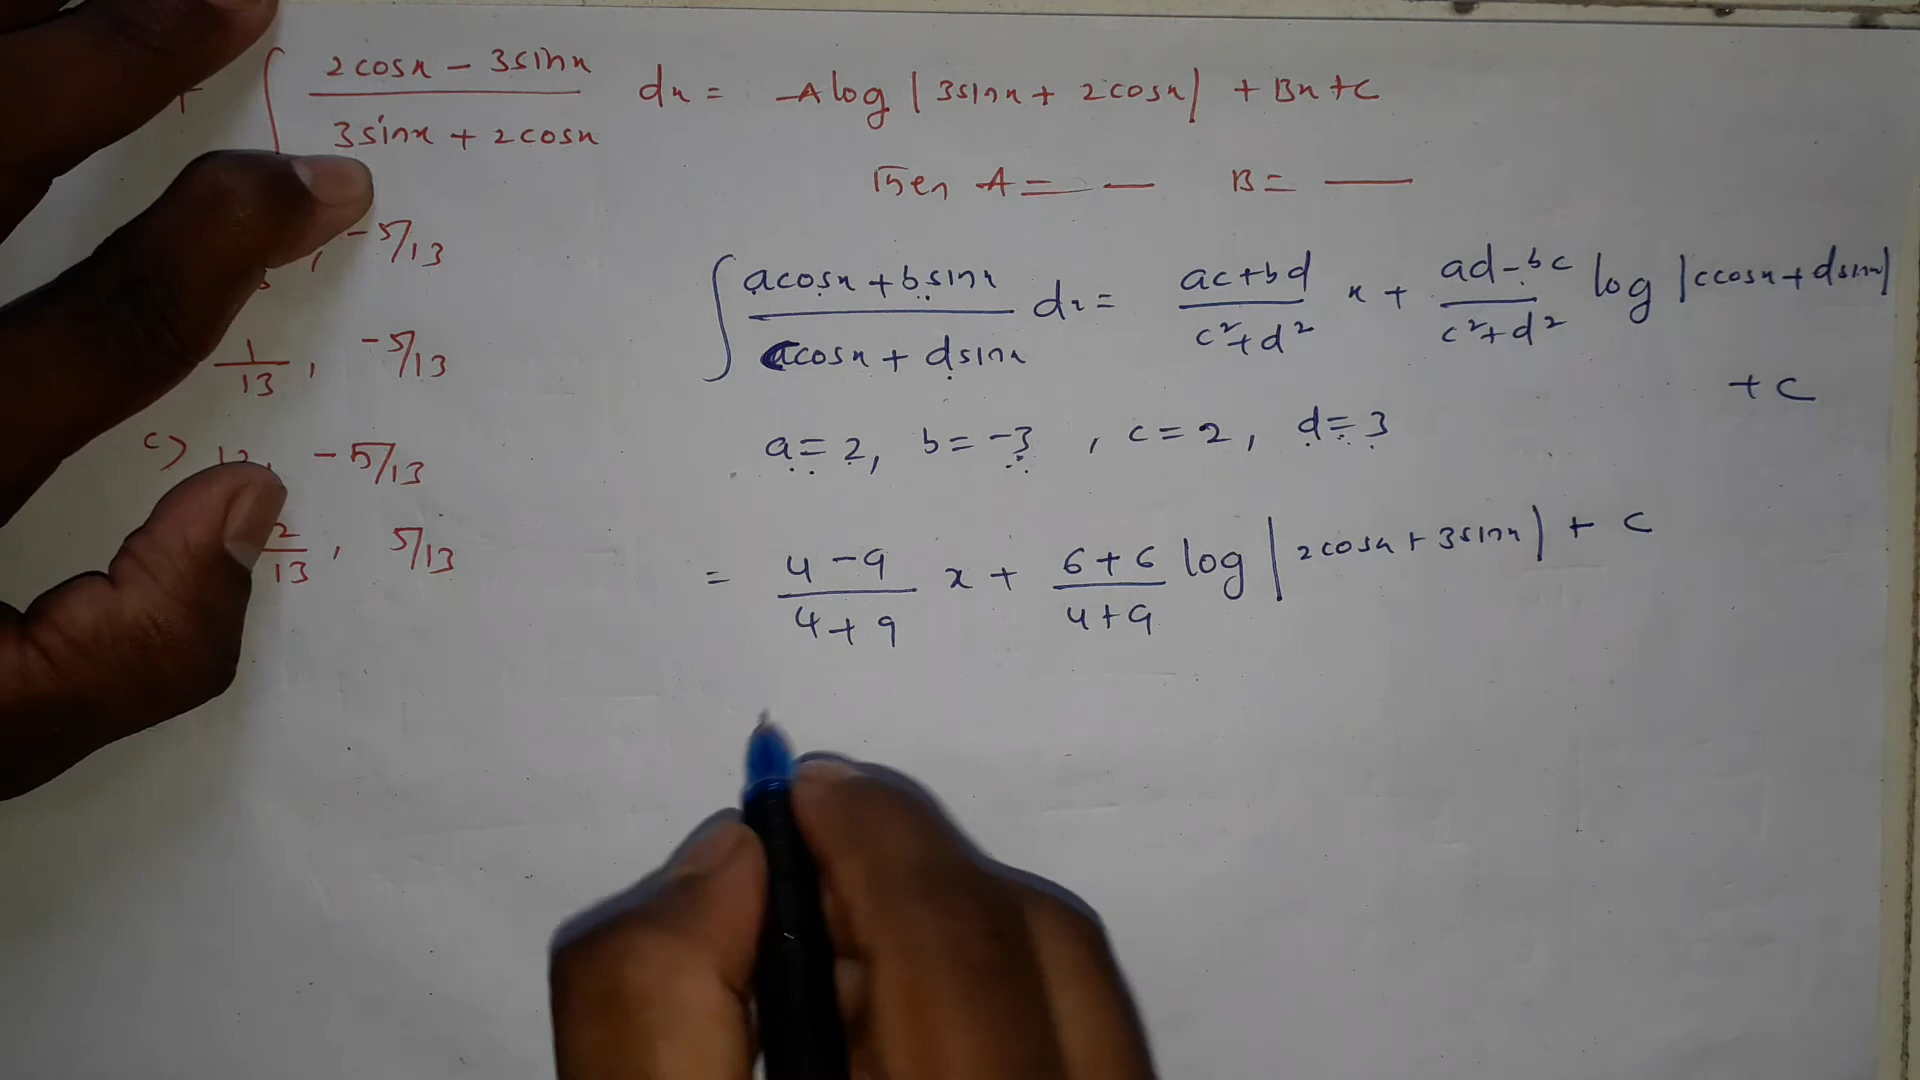 ∫ 2cosx - 3sinx / 3sinx + 2cosx dx = A log | 3sinx + 2cosx | + Bx + C
Then A = — B = —
, -5/13
1/13 , -5/13
c) , -5/13
2/13 , 5/13
∫ acosx + bsinx / ccosx + dsinx dx = ac+bd / c²+d² x + ad-bc / c²+d² log |ccosx + dsinx|
+ C
a = 2, b = -3 , c = 2, d = 3
= 4-9 / 4+9 x + 6+6 / 4+9 log | 2cosx + 3sinx | + C